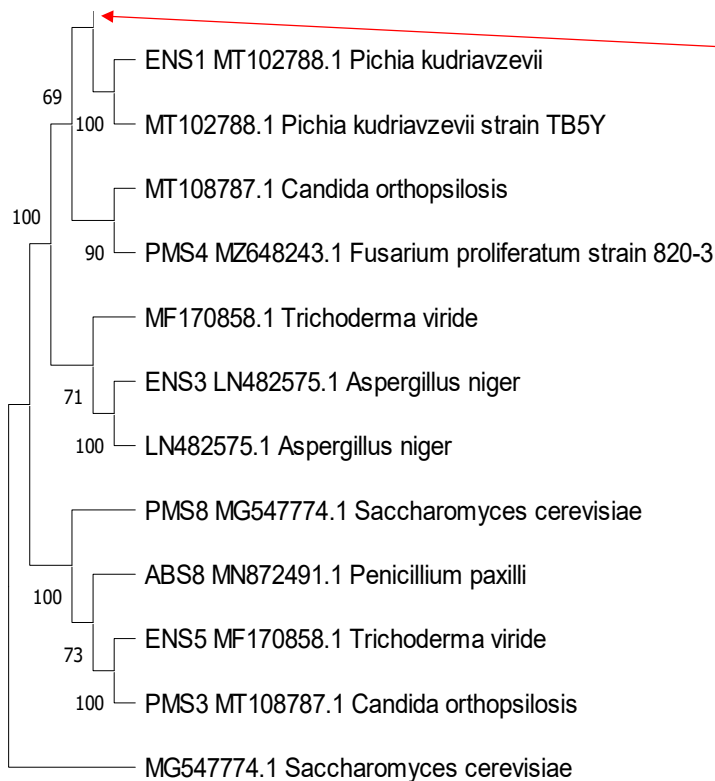 ENS1 MT102788.1 Pichia kudriavzevii
69
100
MT102788.1 Pichia kudriavzevii strain TB5Y
MT108787.1 Candida orthopsilosis
100
90
PMS4 MZ648243.1 Fusarium proliferatum strain 820-3
MF170858.1 Trichoderma viride
ENS3 LN482575.1 Aspergillus niger
71
100
LN482575.1 Aspergillus niger
PMS8 MG547774.1 Saccharomyces cerevisiae
ABS8 MN872491.1 Penicillium paxilli
100
ENS5 MF170858.1 Trichoderma viride
73
100
PMS3 MT108787.1 Candida orthopsilosis
MG547774.1 Saccharomyces cerevisiae